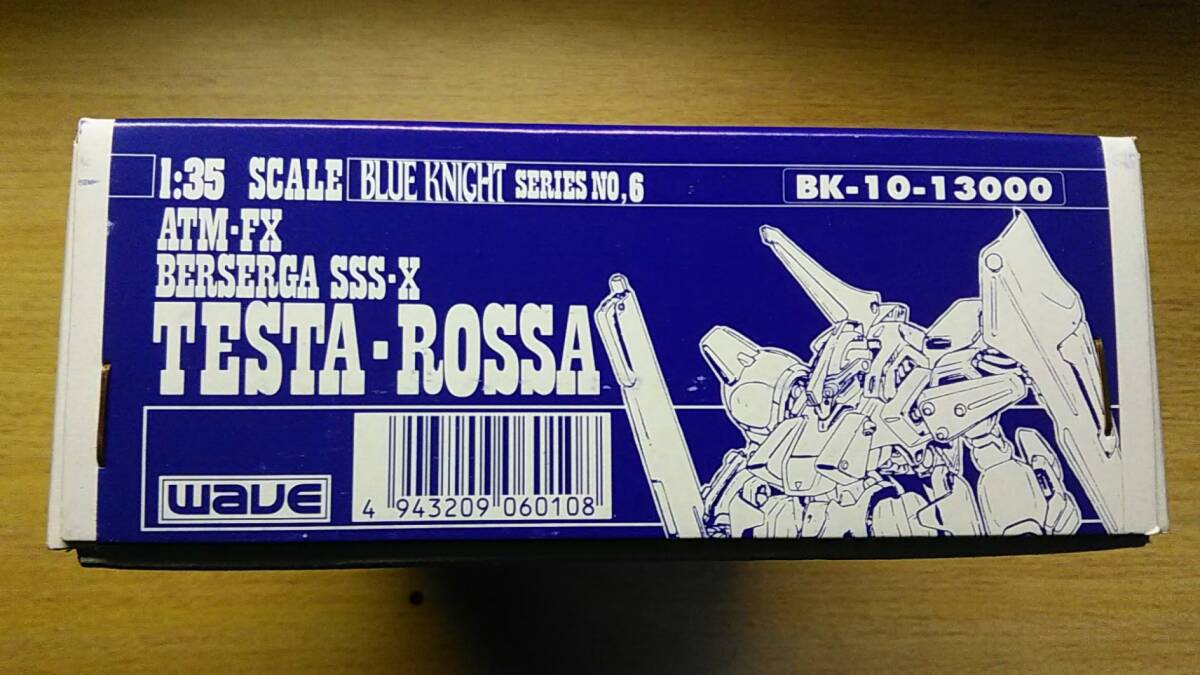 1:35 SCALE BLUE KNIGHT SERIES NO,6
BK-10-13000
ATM・FX
BERSERGA SSS・X
TESTA・ROSSA
wave
4 943209 060108